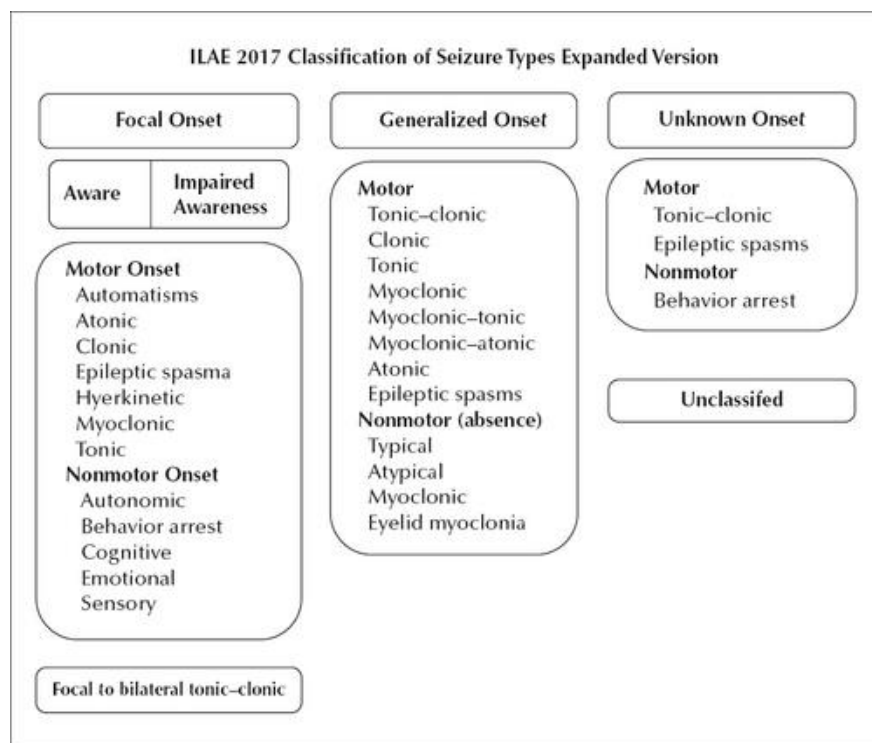 ILAE 2017 Classification of Seizure Types Expanded Version
Focal Onset
Aware
Impaired
Awareness
Motor Onset
Automatisms
Atonic
Clonic
Epileptic spasma
Hyerkinetic
Myoclonic
Tonic
Nonmotor Onset
Autonomic
Behavior arrest
Cognitive
Emotional
Sensory
Focal to bilateral tonic–clonic
Generalized Onset
Motor
Tonic–clonic
Clonic
Tonic
Myoclonic
Myoclonic–tonic
Myoclonic–atonic
Atonic
Epileptic spasms
Nonmotor (absence)
Typical
Atypical
Myoclonic
Eyelid myoclonia
Unknown Onset
Motor
Tonic–clonic
Epileptic spasms
Nonmotor
Behavior arrest
Unclassifed